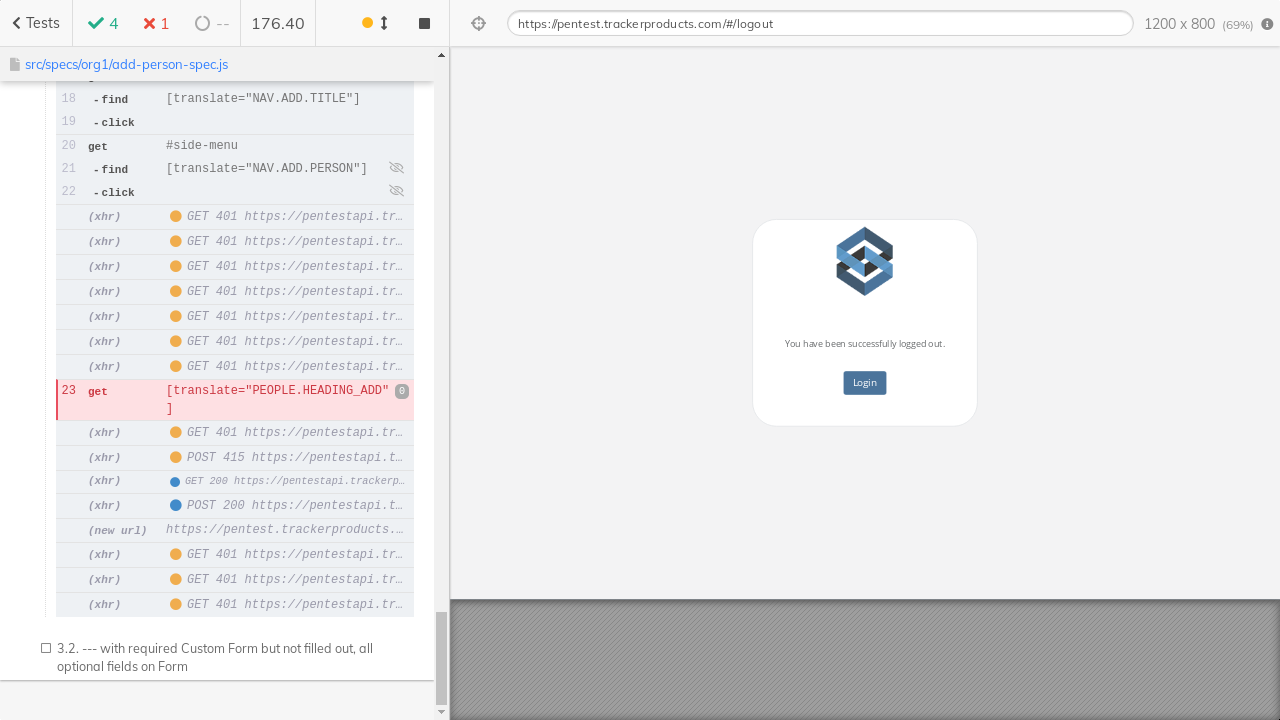 Tests
4
1
--
176.40
https://pentest.trackerproducts.com/#/logout
1200 x 800 (69%)
src/specs/org1/add-person-spec.js
18 - find [translate="NAV.ADD.TITLE"]
19 - click
20 get #side-menu
21 - find [translate="NAV.ADD.PERSON"]
22 - click
(xhr) GET 401 https://pentestapi.tr…
(xhr) GET 401 https://pentestapi.tr…
(xhr) GET 401 https://pentestapi.tr…
(xhr) GET 401 https://pentestapi.tr…
(xhr) GET 401 https://pentestapi.tr…
(xhr) GET 401 https://pentestapi.tr…
(xhr) GET 401 https://pentestapi.tr…
23 get [translate="PEOPLE.HEADING_ADD" 0
]
(xhr) GET 401 https://pentestapi.tr…
(xhr) POST 415 https://pentestapi.t…
(xhr) GET 200 https://pentestapi.trackerp…
(xhr) POST 200 https://pentestapi.t…
(new url) https://pentest.trackerproducts.…
(xhr) GET 401 https://pentestapi.tr…
(xhr) GET 401 https://pentestapi.tr…
(xhr) GET 401 https://pentestapi.tr…
3.2. --- with required Custom Form but not filled out, all
optional fields on Form
You have been successfully logged out.
Login